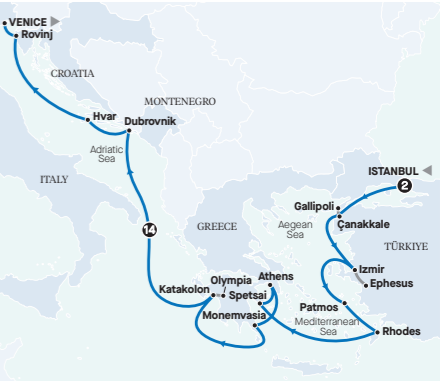 VENICE
Rovinj
CROATIA
MONTENEGRO
Hvar
Dubrovnik
Adriatic
Sea
ITALY
ISTANBUL
2
Gallipoli
Çanakkale
14
GREECE
Aegean
Sea
TÜRKIYE
Izmir
Ephesus
Olympia
Athens
Katakolon
Spetsai
Monemvasia
Patmos
Mediterranean
Sea
Rhodes